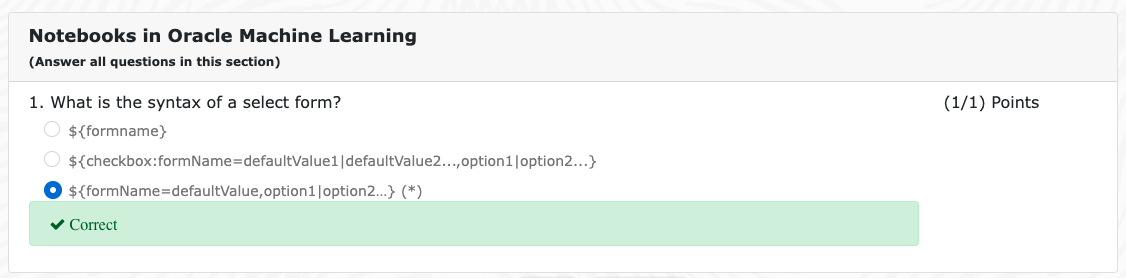 Notebooks in Oracle Machine Learning
(Answer all questions in this section)
1. What is the syntax of a select form? (1/1) Points
${formname}
${checkbox:formName=defaultValue1|defaultValue2...,option1|option2...}
${formName=defaultValue,option1|option2…} (*)
Correct